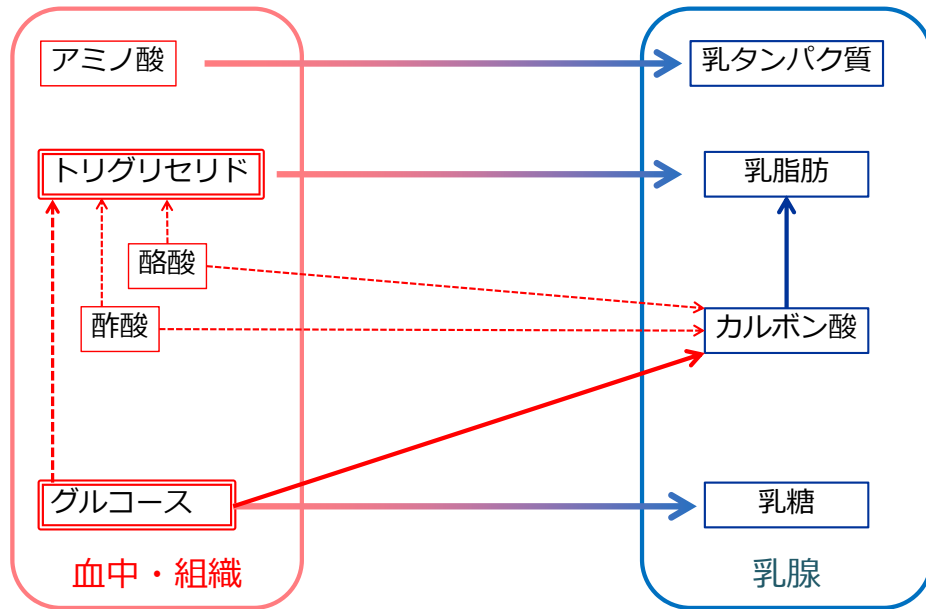 アミノ酸
乳タンパク質
トリグリセリド
乳脂肪
酪酸
酢酸
カルボン酸
グルコース
乳糖
血中・組織
乳腺